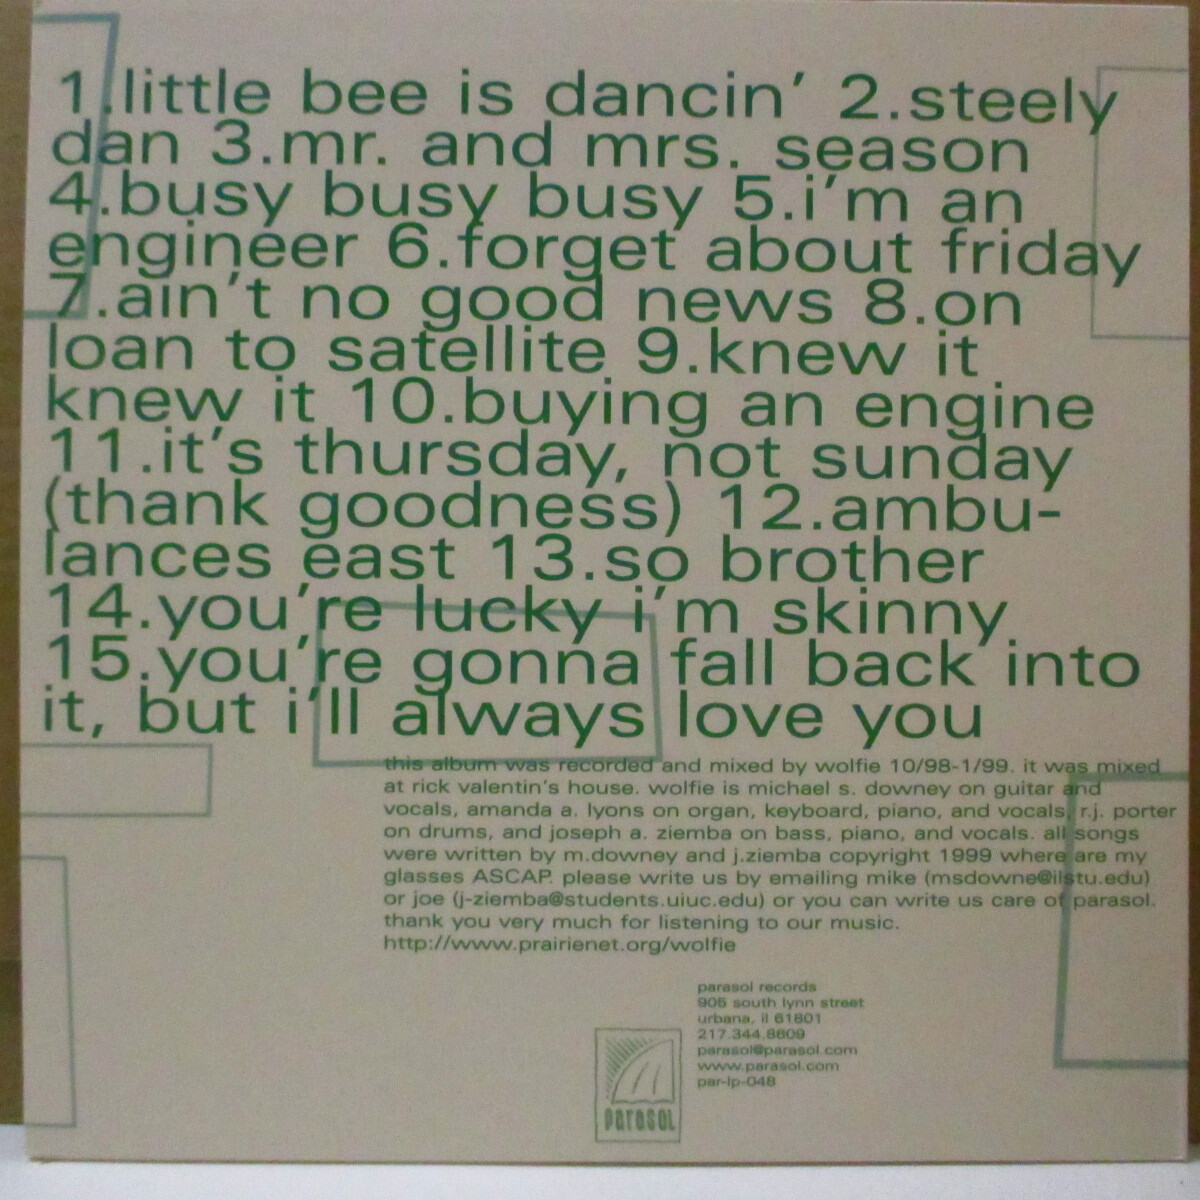 1.little bee is dancin' 2.steely
dan 3.mr. and mrs. season
4.busy busy busy 5.i'm an
engineer 6.forget about friday
7.ain't no good news 8.on
loan to satellite 9.knew it
knew it 10.buying an engine
11.it's thursday, not sunday
(thank goodness) 12.ambu-
lances east 13.so brother
14.you're lucky i'm skinny
15.you're gonna fall back into
it, but i'll always love you
this album was recorded and mixed by wolfie 10/98-1/99. it was mixed
at rick valentin's house. wolfie is michael s. downey on guitar and
vocals, amanda a. lyons on organ, keyboard, piano, and vocals, r.j. porter
on drums, and joseph a. ziemba on bass, piano, and vocals. all songs
were written by m.downey and j.ziemba copyright 1999 where are my
glasses ASCAP. please write us by emailing mike (msdowne@ilstu.edu)
or joe (j-ziemba@students.uiuc.edu) or you can write us care of parasol.
thank you very much for listening to our music.
http://www.prairienet.org/wolfie
parasol records
905 south lynn street
urbana, il 61801
217.344.8609
parasol@parasol.com
www.parasol.com
par-lp-048
parasol